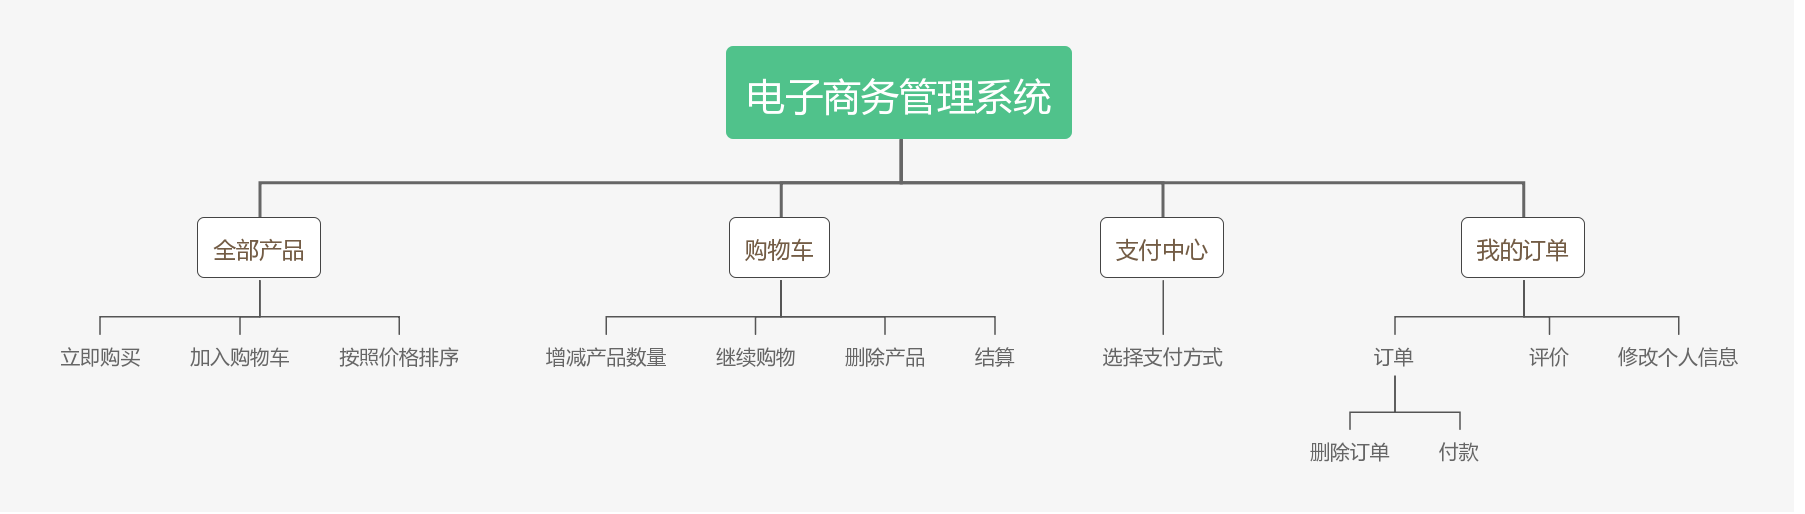 电子商务管理系统
全部产品
购物车
支付中心
我的订单
立即购买
加入购物车
按照价格排序
增减产品数量
继续购物
删除产品
结算
选择支付方式
订单
评价
修改个人信息
删除订单
付款